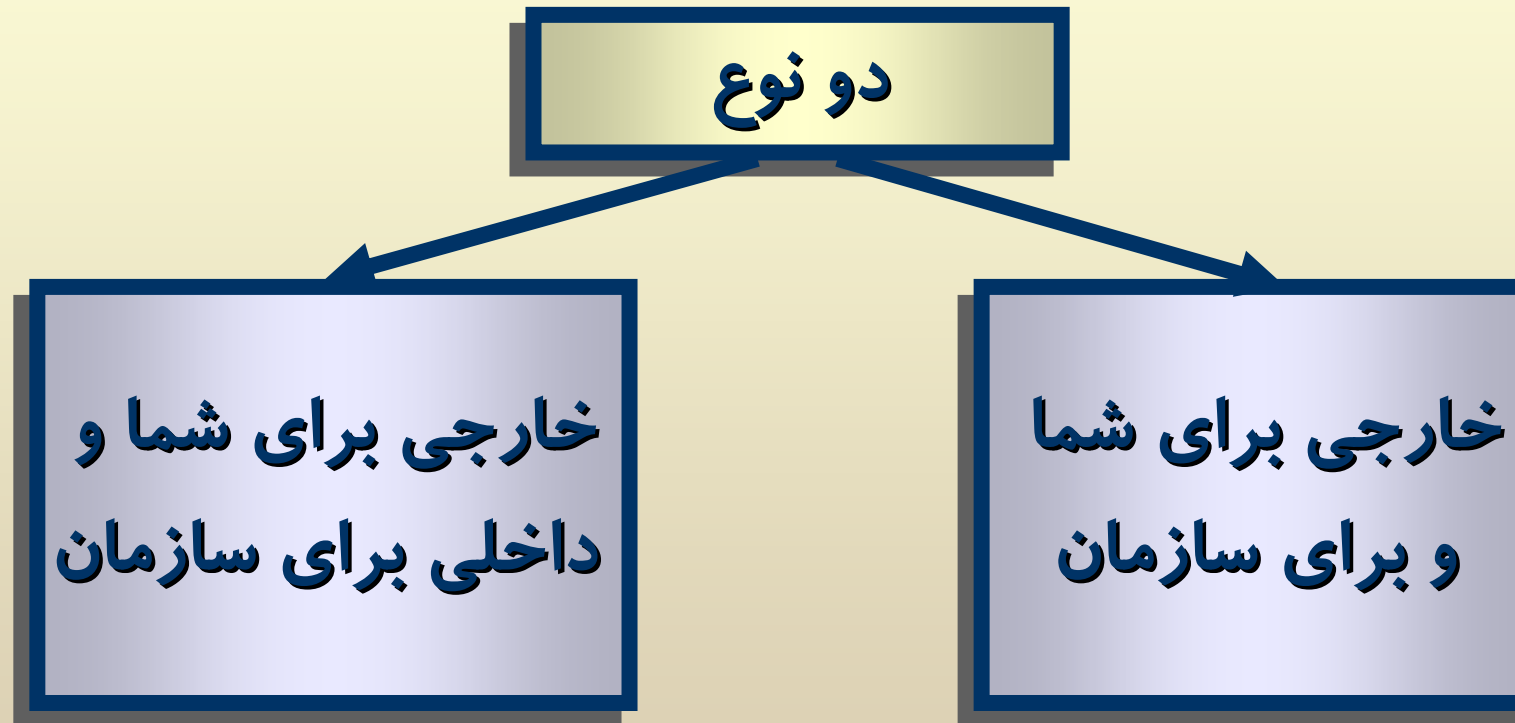 دو نوع
خارجی برای شما
و برای سازمان
خارجی برای شما و
داخلی برای سازمان